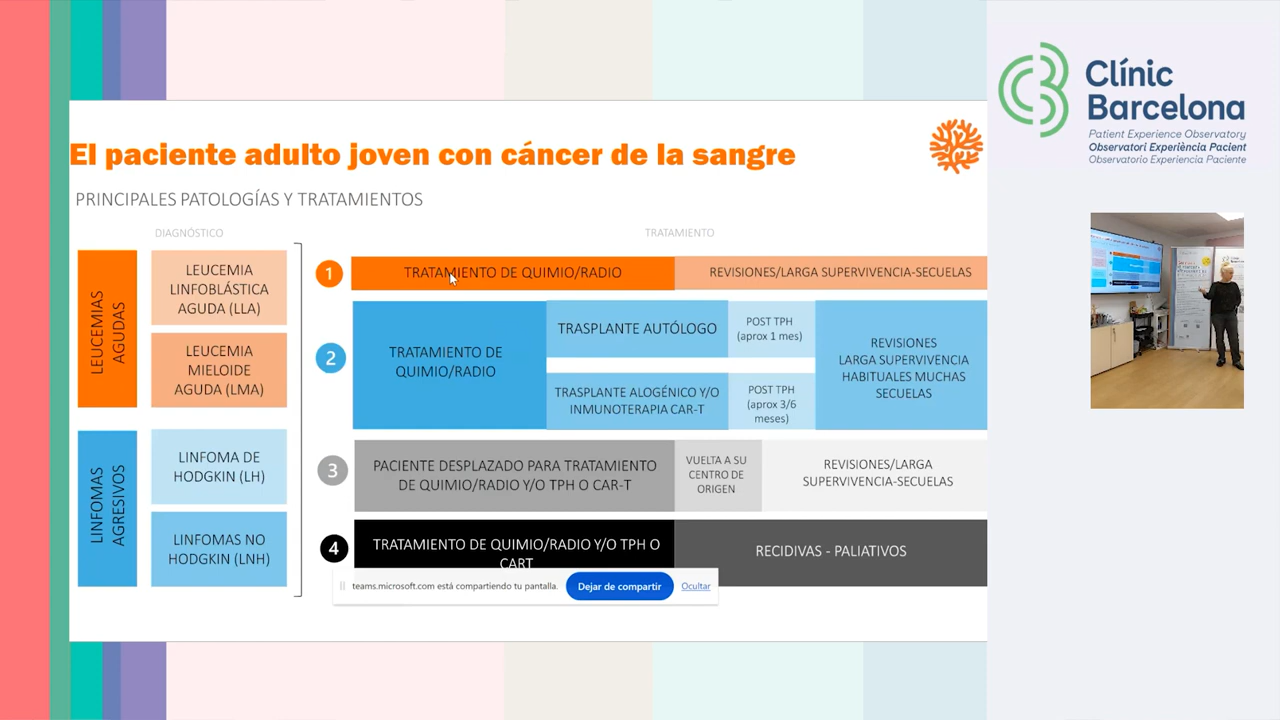 El paciente adulto joven con cáncer de la sangre
PRINCIPALES PATOLOGÍAS Y TRATAMIENTOS
DIAGNÓSTICO
TRATAMIENTO
LEUCEMIAS
AGUDAS
LEUCEMIA
LINFOBLÁSTICA
AGUDA (LLA)
LEUCEMIA
MIELOIDE
AGUDA (LMA)
LINFOMAS
AGRESIVOS
LINFOMA DE
HODGKIN (LH)
LINFOMAS NO
HODGKIN (LNH)
1
TRATAMIENTO DE QUIMIO/RADIO
REVISIONES/LARGA SUPERVIVENCIA-SECUELAS
2
TRATAMIENTO DE
QUIMIO/RADIO
TRASPLANTE AUTÓLOGO
POST TPH
(aprox 1 mes)
TRASPLANTE ALOGÉNICO Y/O
INMUNOTERAPIA CAR-T
POST TPH
(aprox 3/6
meses)
REVISIONES
LARGA SUPERVIVENCIA
HABITUALES MUCHAS
SECUELAS
3
PACIENTE DESPLAZADO PARA TRATAMIENTO
DE QUIMIO/RADIO Y/O TPH O CAR-T
VUELTA A SU
CENTRO DE
ORIGEN
REVISIONES/LARGA
SUPERVIVENCIA-SECUELAS
4
TRATAMIENTO DE QUIMIO/RADIO Y/O TPH O
CART
RECIDIVAS - PALIATIVOS
teams.microsoft.com está compartiendo tu pantalla.
Dejar de compartir
Ocultar
Clínic
Barcelona
Patient Experience Observatory
Observatori Experiència Pacient
Observatorio Experiencia Paciente